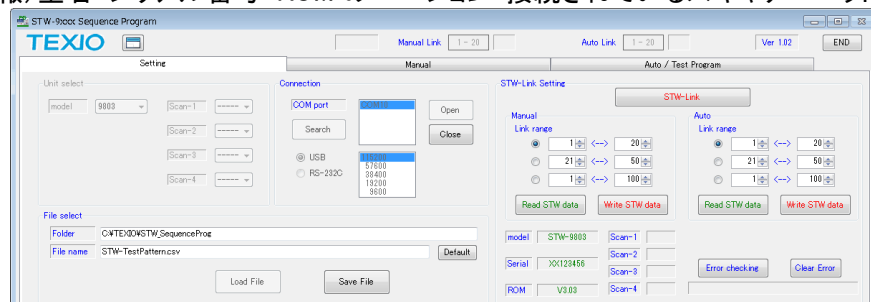 STW-9xxx Sequence Program
TEXIO
Manual Link 1 - 20
Auto Link 1 - 20
Ver 1.02
END
Setting
Manual
Auto / Test Program
Unit select
model 9803
Scan-1 -----
Scan-2 -----
Scan-3 -----
Scan-4 -----
Connection
COM port
Open
Search
Close
USB
RS-232C
115200
57600
38400
19200
9600
STW-Link Setting
STW-Link
Manual
Link range
1 <--> 20
21 <--> 50
1 <--> 100
Read STW data
Write STW data
Auto
Link range
1 <--> 20
21 <--> 50
1 <--> 100
Read STW data
Write STW data
File select
Folder C:¥TEXIO¥STW_SequenceProg
File name STW-TestPattern.csv
Default
Load File
Save File
model STW-9803
Serial XX123456
ROM V3.03
Scan-1
Scan-2
Scan-3
Scan-4
Error checking
Clear Error